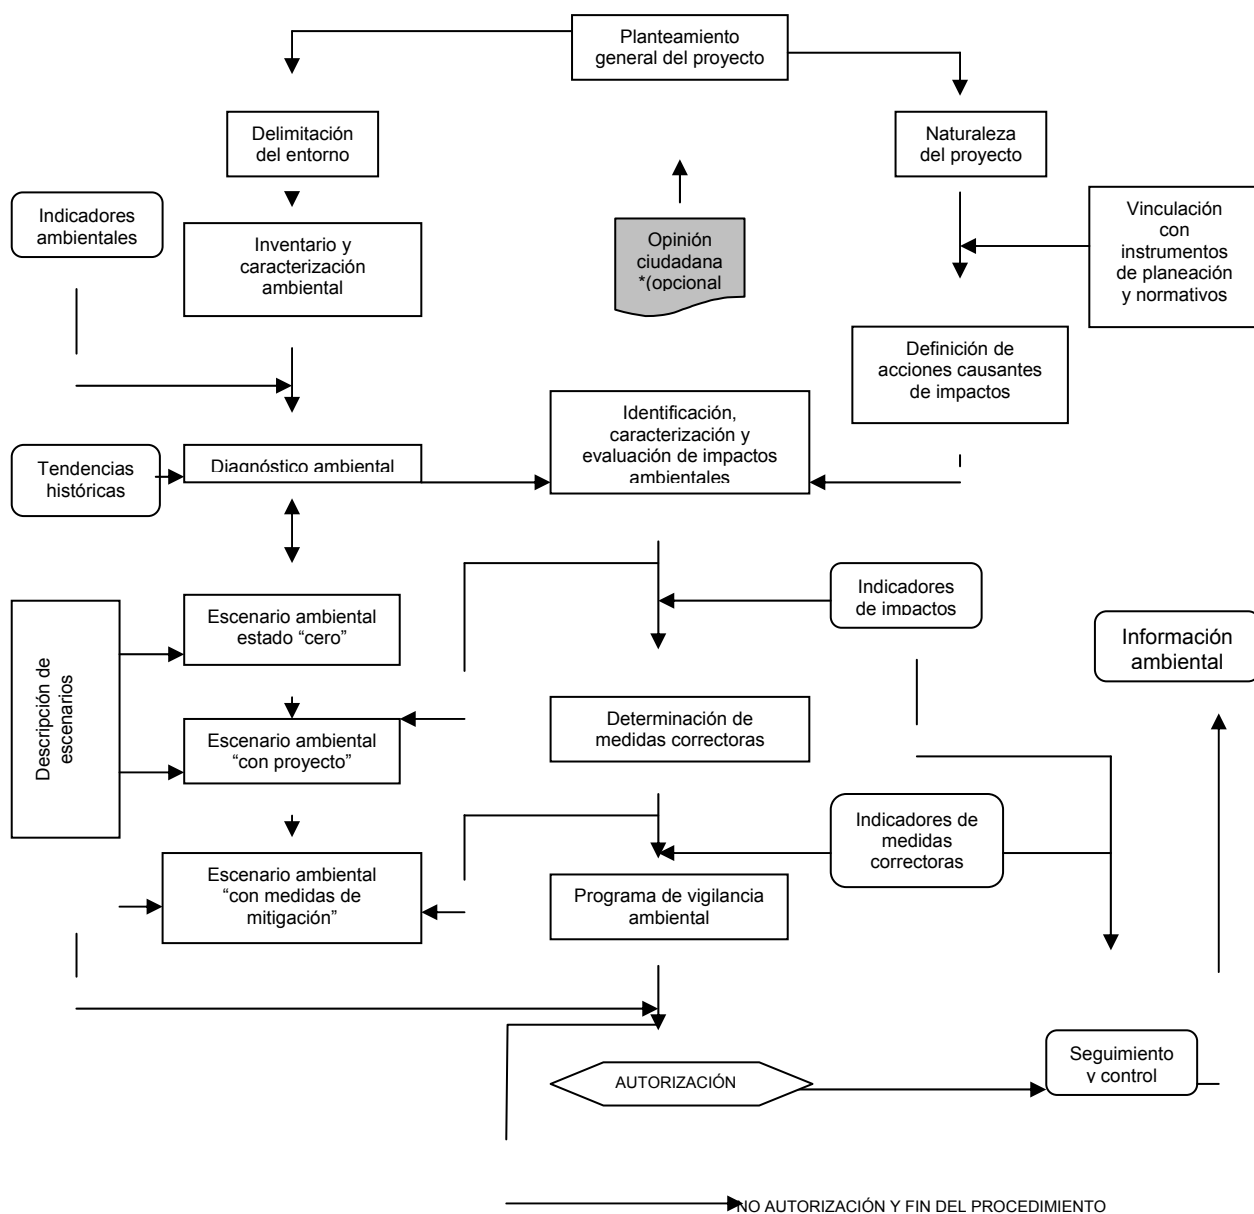 Planteamiento
general del proyecto
Delimitación
del entorno
Naturaleza
del proyecto
Indicadores
ambientales
Inventario y
caracterización
ambiental
Opinión
ciudadana
*(opcional
Vinculación
con
instrumentos
de planeación
y normativos
Definición de
acciones causantes
de impactos
Identificación,
caracterización y
evaluación de impactos
ambientales
Tendencias
históricas
Diagnóstico ambiental
Descripción de
escenarios
Escenario ambiental
estado “cero”
Indicadores
de impactos
Información
ambiental
Escenario ambiental
“con proyecto”
Determinación de
medidas correctoras
Indicadores de
medidas
correctoras
Escenario ambiental
“con medidas de
mitigación”
Programa de vigilancia
ambiental
AUTORIZACIÓN
Seguimiento
y control
NO AUTORIZACIÓN Y FIN DEL PROCEDIMIENTO